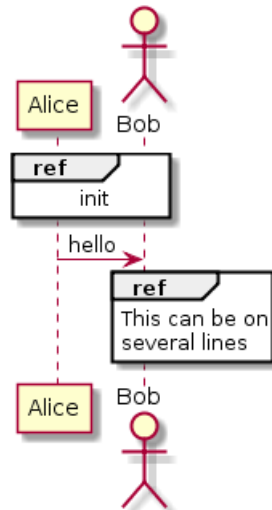 Alice
Bob
ref
init
hello
ref
This can be on
several lines
Alice
Bob